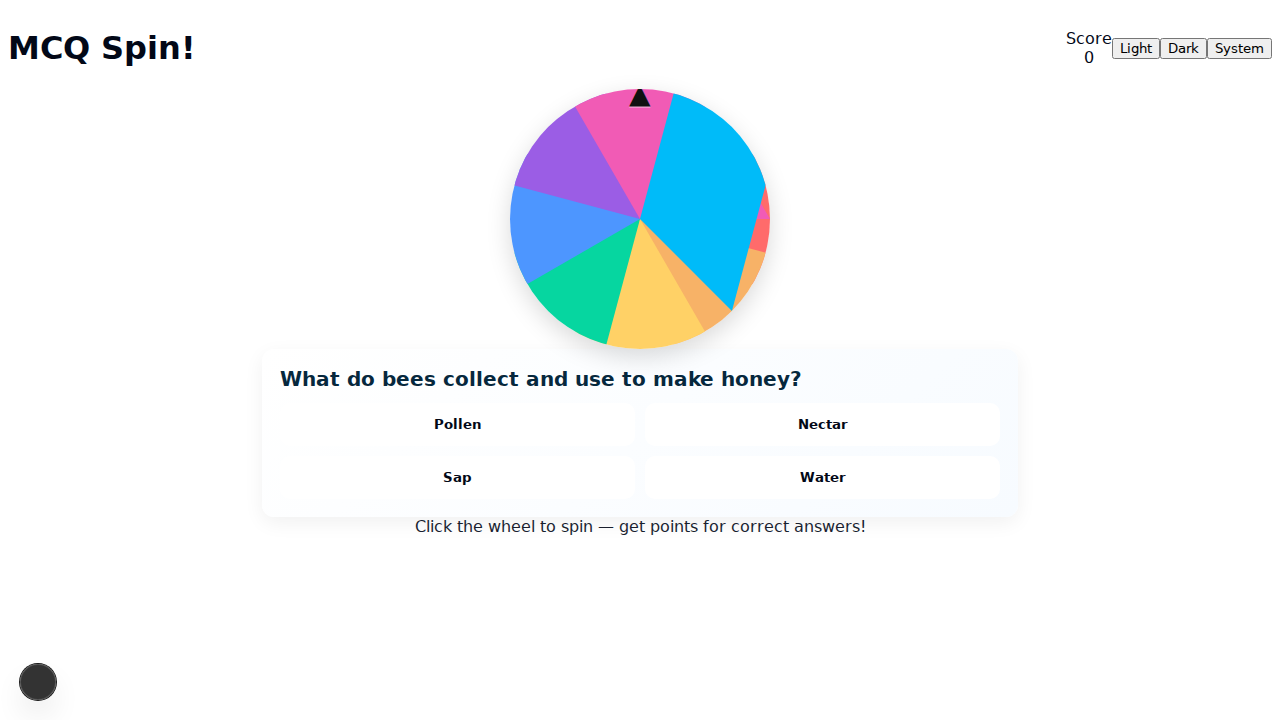 MCQ Spin!
Score
0
Light Dark System
What do bees collect and use to make honey?
Pollen Nectar
Sap Water
Click the wheel to spin — get points for correct answers!